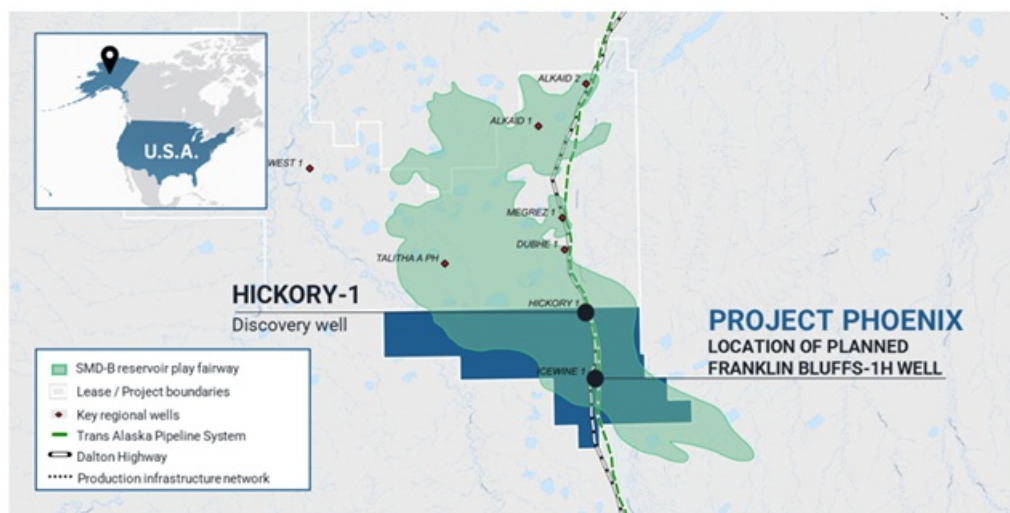 U.S.A.
ALKAID 2
ALKAID 1
WEST 1
MEGREZ 1
DUBHE 1
TALITHA A PH
HICKORY-1
Discovery well
HICKORY 1
PROJECT PHOENIX
LOCATION OF PLANNED
FRANKLIN BLUFFS-1H WELL
ICEWINE 1
SMD-B reservoir play fairway
Lease / Project boundaries
Key regional wells
Trans Alaska Pipeline System
Dalton Highway
Production infrastructure network